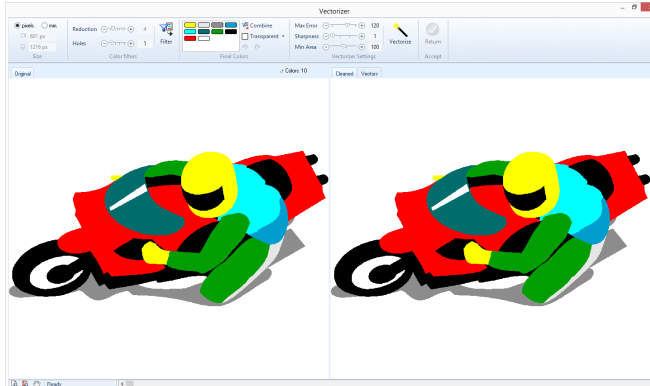 Vectorizer
pixels mm Reduction 4 Combine Max Error 120
801 px Transparent Sharpness 1
1216 px Holes 1 Filter Min Area 100 Vectorize Return
Size Color filters Final Colors Vectorizer Settings Accept
Original Colors: 10 Cleaned Vectors
Ready